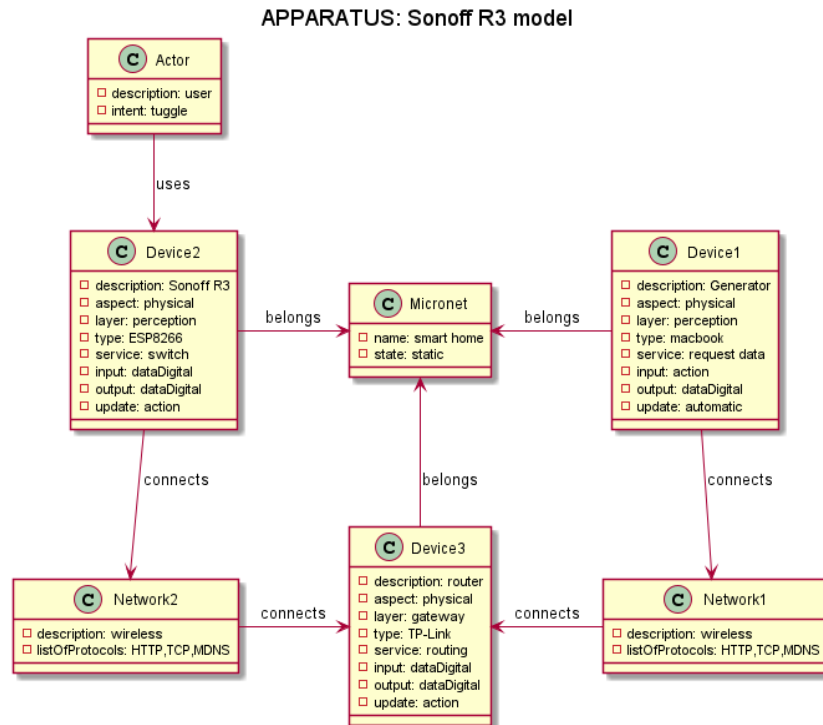 APPARATUS: Sonoff R3 model
C Actor
description: user
intent: tuggle
uses
C Device2
description: Sonoff R3
aspect: physical
layer: perception
type: ESP8266
service: switch
input: dataDigital
output: dataDigital
update: action
belongs
C Micronet
name: smart home
state: static
belongs
C Device1
description: Generator
aspect: physical
layer: perception
type: macbook
service: request data
input: action
output: dataDigital
update: automatic
connects
belongs
connects
C Network2
description: wireless
listOfProtocols: HTTP,TCP,MDNS
connects
C Device3
description: router
aspect: physical
layer: gateway
type: TP-Link
service: routing
input: dataDigital
output: dataDigital
update: action
connects
C Network1
description: wireless
listOfProtocols: HTTP,TCP,MDNS